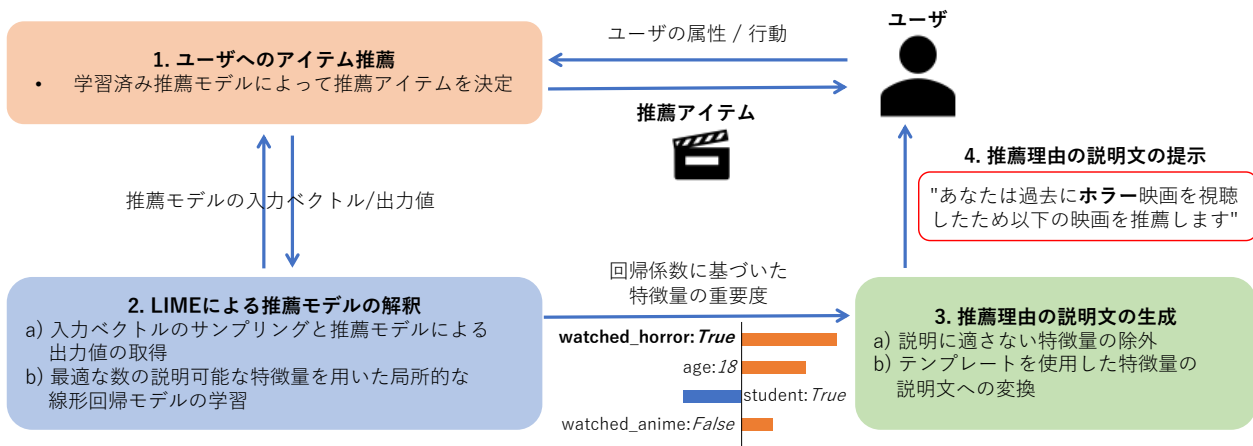 1. ユーザへのアイテム推薦
• 学習済み推薦モデルによって推薦アイテムを決定
ユーザの属性 / 行動
推薦アイテム
ユーザ
推薦モデルの入力ベクトル/出力値
4. 推薦理由の説明文の提示
"あなたは過去にホラー映画を視聴
したため以下の映画を推薦します"
2. LIMEによる推薦モデルの解釈
a) 入力ベクトルのサンプリングと推薦モデルによる
出力値の取得
b) 最適な数の説明可能な特徴量を用いた局所的な
線形回帰モデルの学習
回帰係数に基づいた
特徴量の重要度
watched_horror:True
age:18
student:True
watched_anime:False
3. 推薦理由の説明文の生成
a) 説明に適さない特徴量の除外
b) テンプレートを使用した特徴量の
説明文への変換